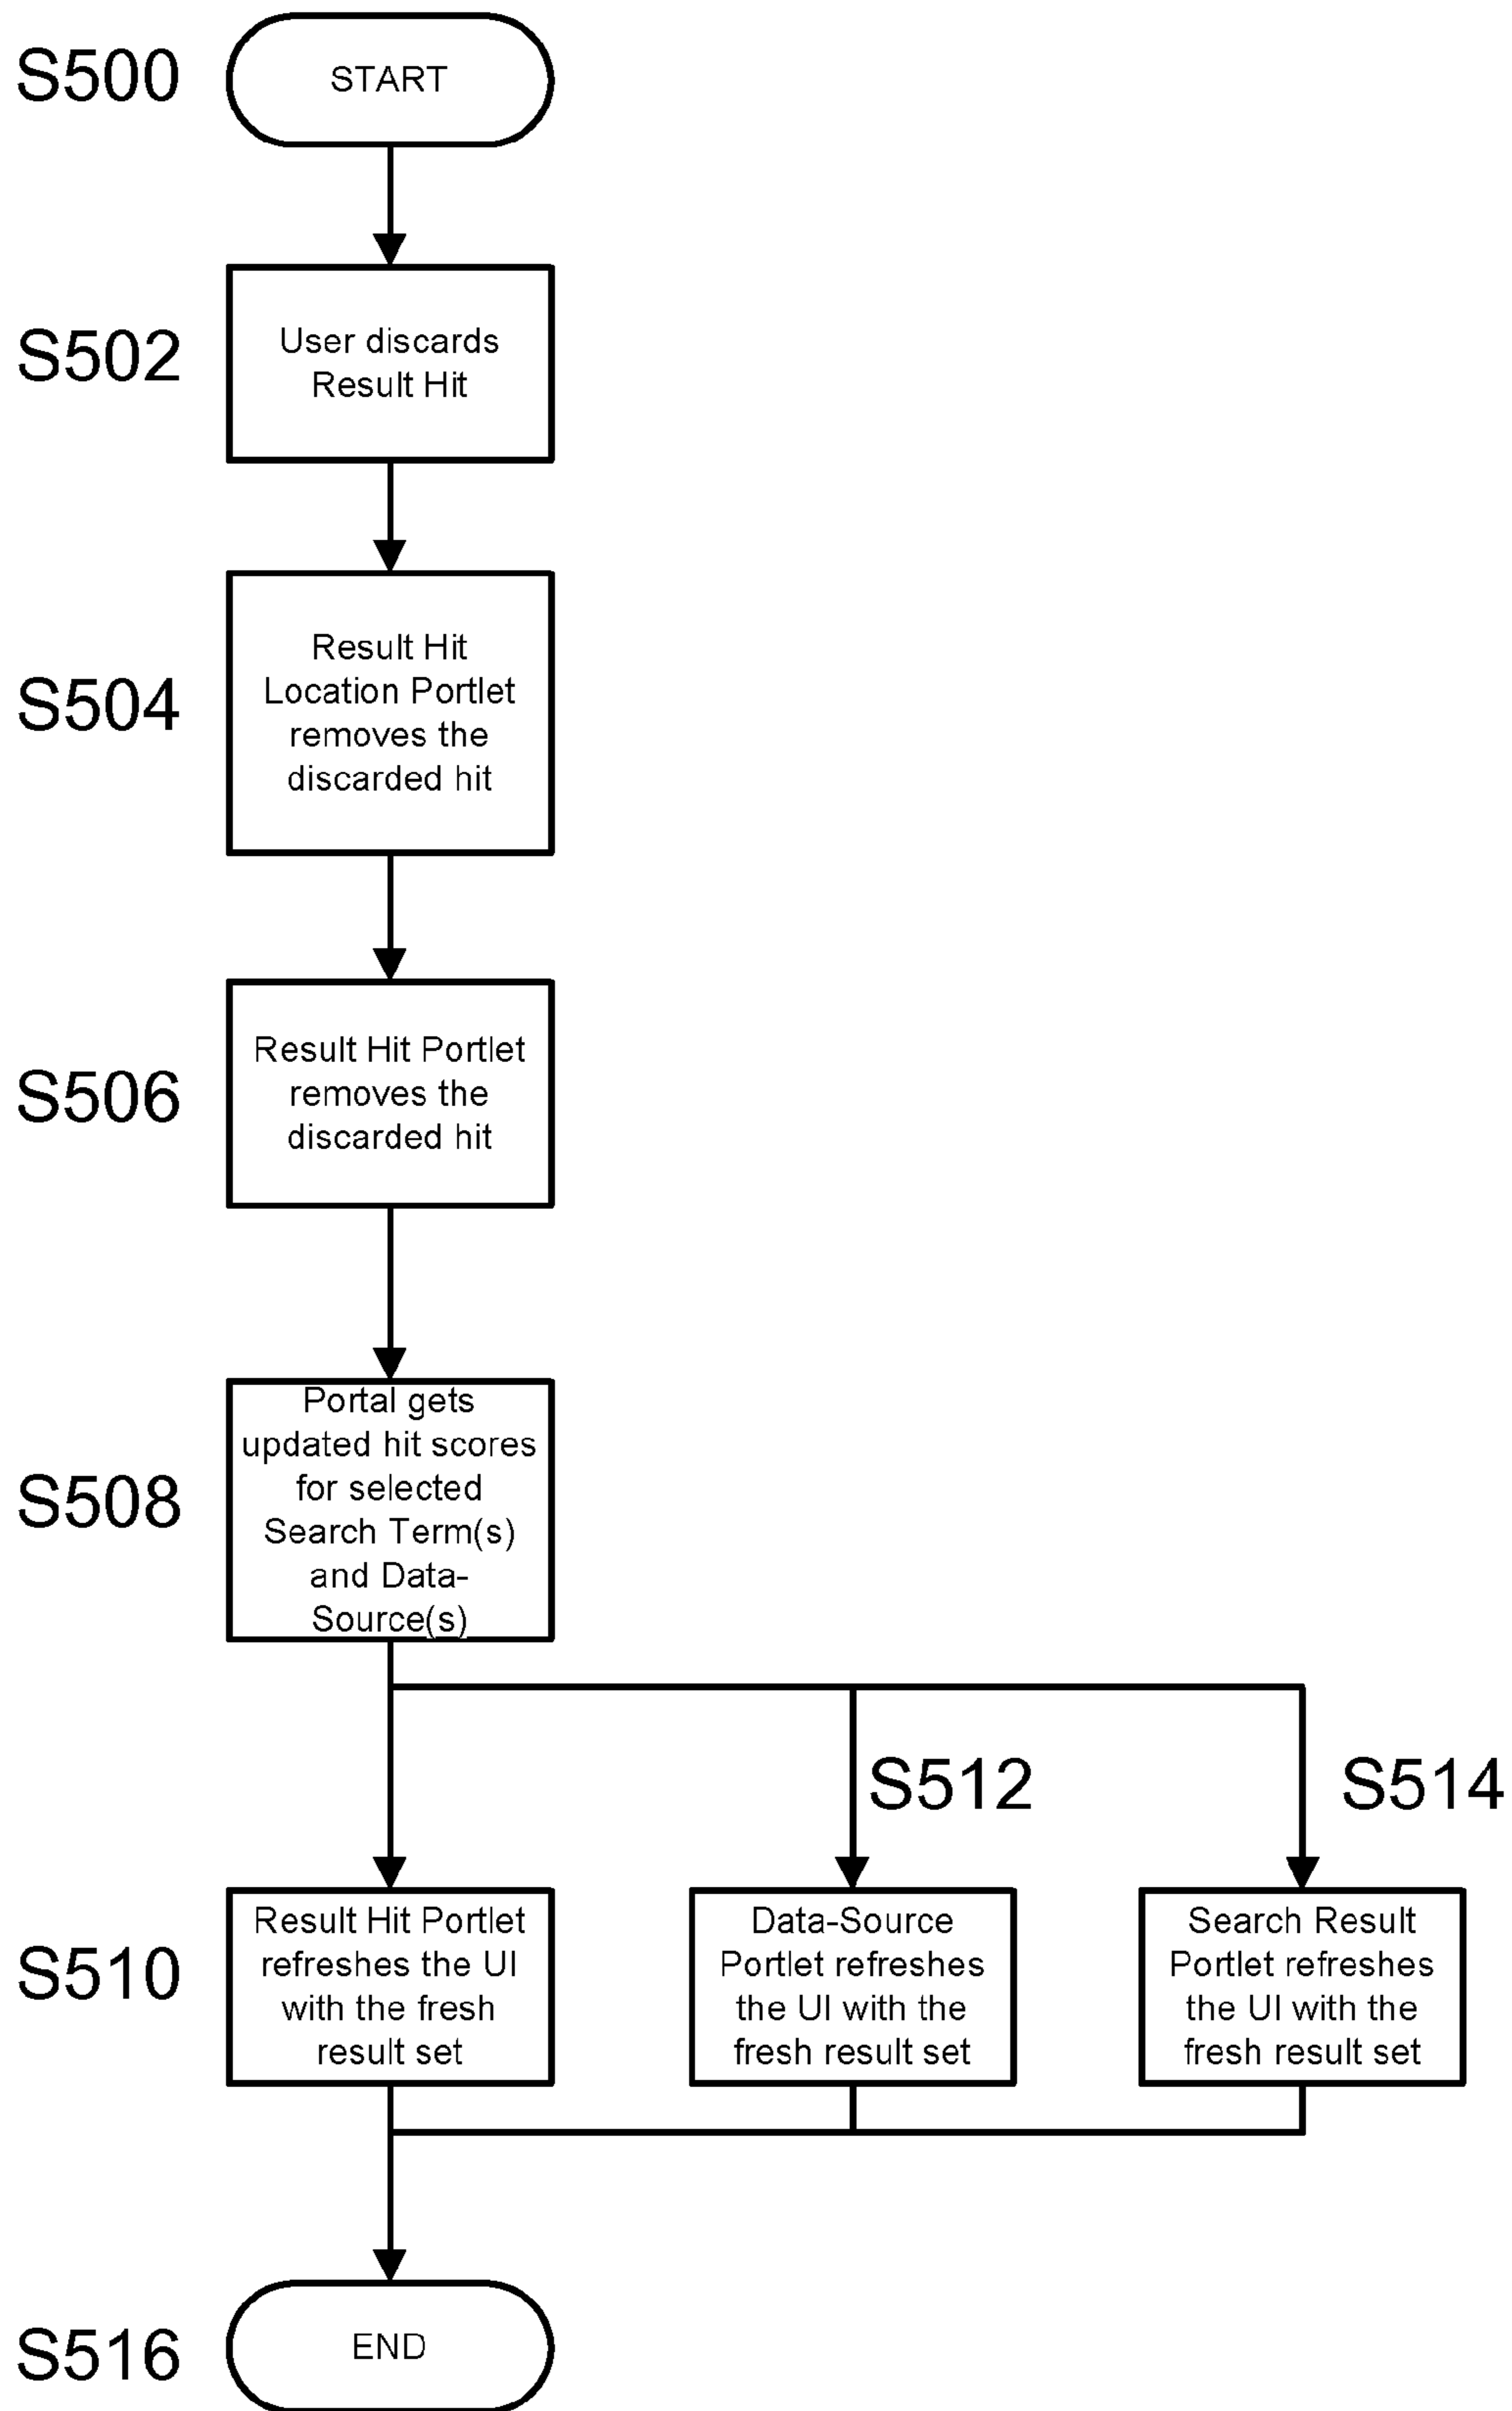 S500
START
S502
User discards
Result Hit
S504
Result Hit
Location Portlet
removes the
discarded hit
S506
Result Hit Portlet
removes the
discarded hit
S508
Portal gets
updated hit scores
for selected
Search Term(s)
and Data-
Source(s)
S512
S514
S510
Result Hit Portlet
refreshes the UI
with the fresh
result set
Data-Source
Portlet refreshes
the UI with the
fresh result set
Search Result
Portlet refreshes
the UI with the
fresh result set
S516
END